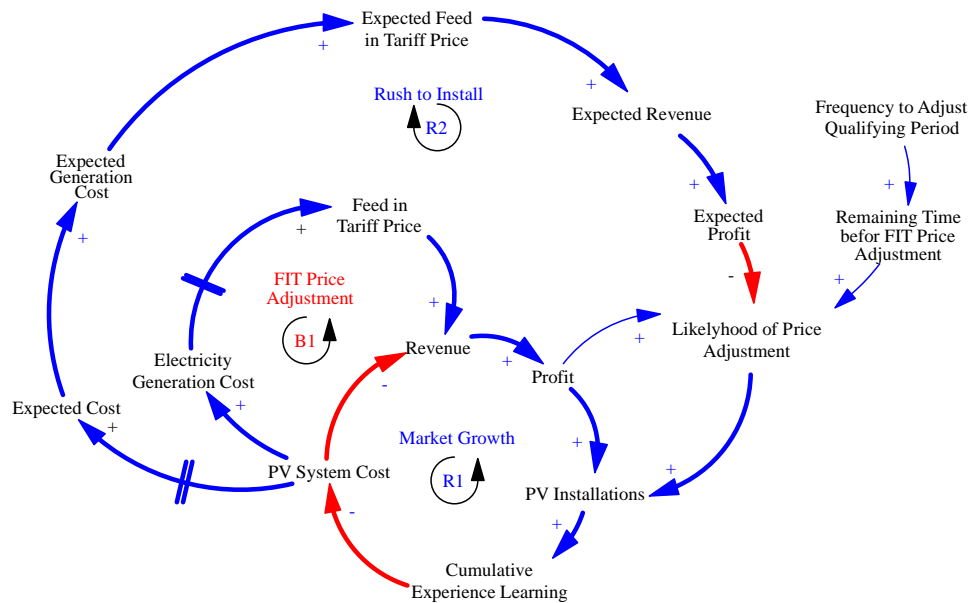 Expected Feed
in Tariff Price
+
+
Rush to Install
R2
Expected Revenue
Frequency to Adjust
Qualifying Period
+
Expected
Generation
Cost
+
+
Expected
Profit
-
Remaining Time
befor FIT Price
Adjustment
+
Feed in
Tariff Price
+
FIT Price
Adjustment
B1
+
Revenue
+
Likelyhood of Price
Adjustment
+
Electricity
Generation Cost
+
-
Profit
Expected Cost
+
Market Growth
R1
+
PV System Cost
+
PV Installations
+
-
Cumulative
Experience Learning